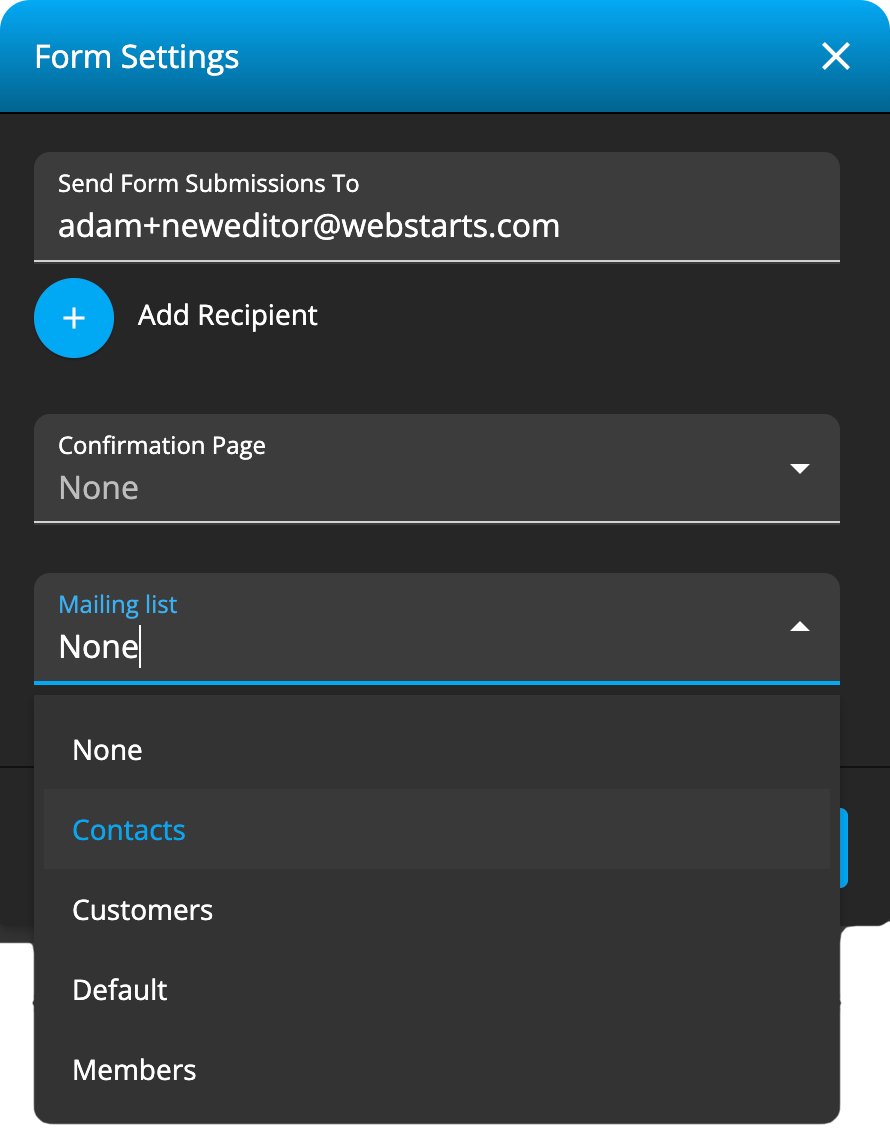 Form Settings
Send Form Submissions To
adam+neweditor@webstarts.com
Add Recipient
Confirmation Page
None
Mailing list
None
None
Contacts
Customers
Default
Members